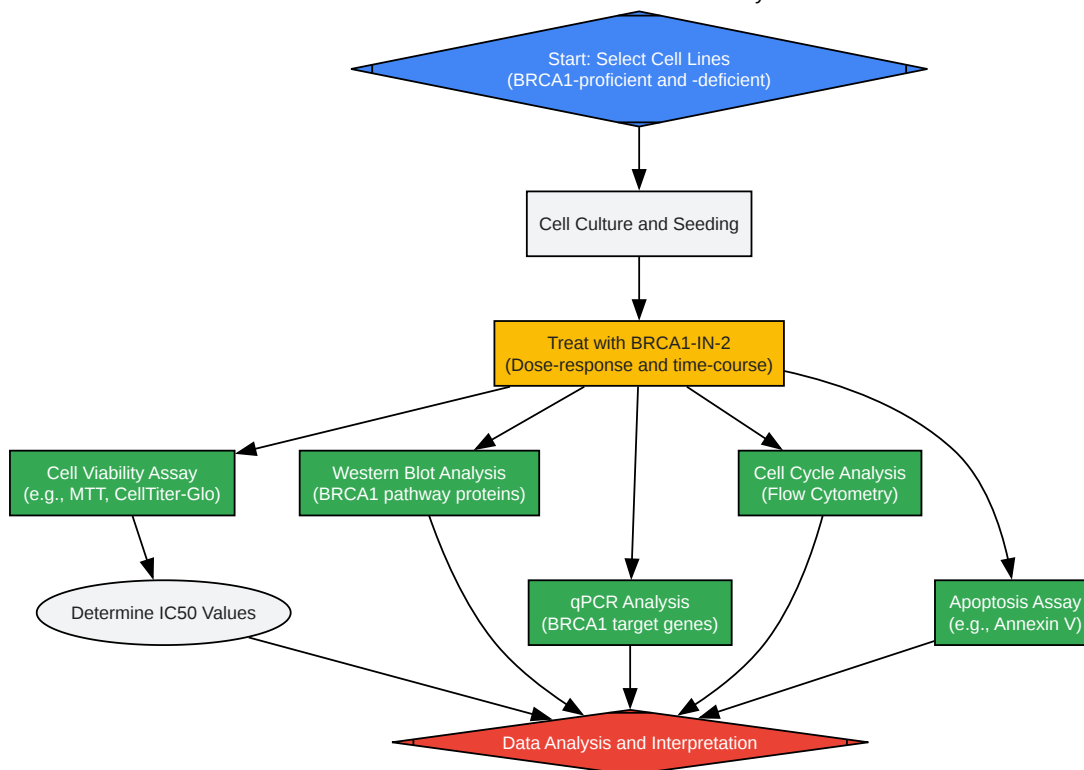 Start: Select Cell Lines
(BRCA1-proficient and -deficient)
Cell Culture and Seeding
Treat with BRCA1-IN-2
(Dose-response and time-course)
Cell Viability Assay
(e.g., MTT, CellTiter-Glo)
Western Blot Analysis
(BRCA1 pathway proteins)
Cell Cycle Analysis
(Flow Cytometry)
Determine IC50 Values
qPCR Analysis
(BRCA1 target genes)
Apoptosis Assay
(e.g., Annexin V)
Data Analysis and Interpretation